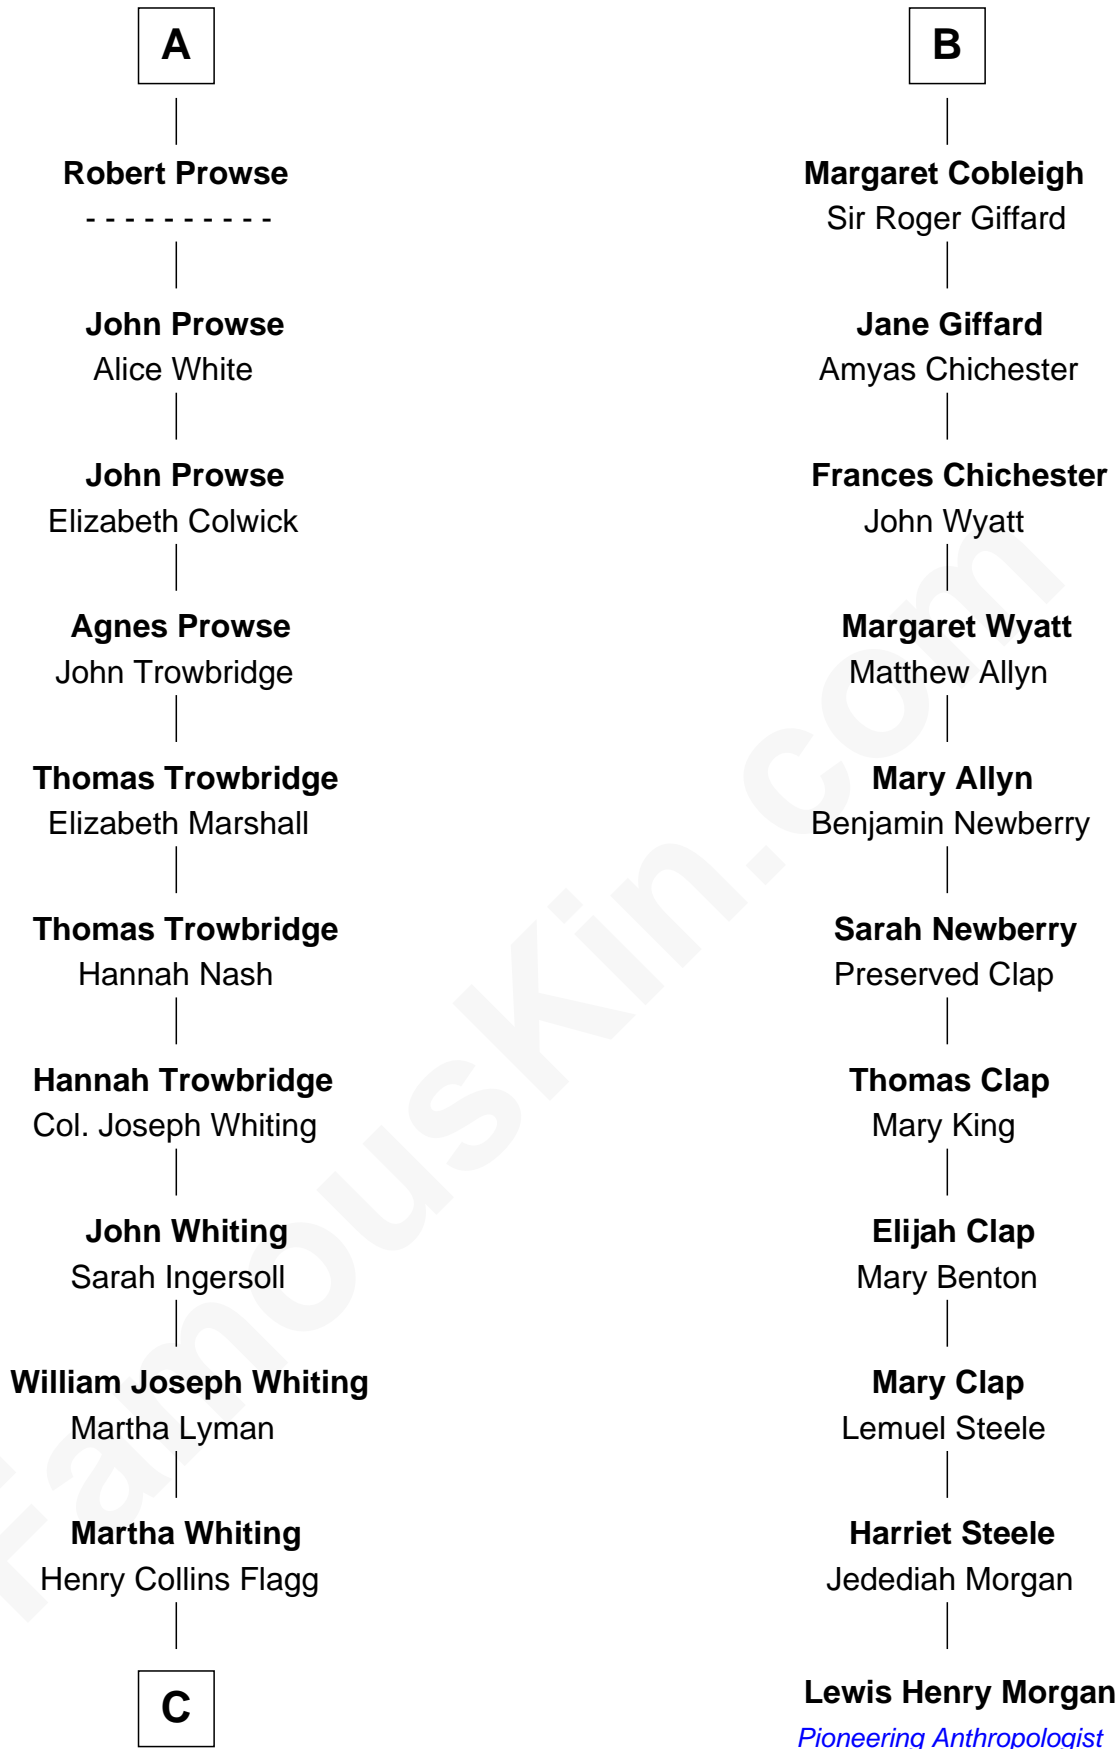 A
Robert Prowse
- - - - - - - - - -
John Prowse
Alice White
John Prowse
Elizabeth Colwick
Agnes Prowse
John Trowbridge
Thomas Trowbridge
Elizabeth Marshall
Thomas Trowbridge
Hannah Nash
Hannah Trowbridge
Col. Joseph Whiting
John Whiting
Sarah Ingersoll
William Joseph Whiting
Martha Lyman
Martha Whiting
Henry Collins Flagg
C
B
Margaret Cobleigh
Sir Roger Giffard
Jane Giffard
Amyas Chichester
Frances Chichester
John Wyatt
Margaret Wyatt
Matthew Allyn
Mary Allyn
Benjamin Newberry
Sarah Newberry
Preserved Clap
Thomas Clap
Mary King
Elijah Clap
Mary Benton
Mary Clap
Lemuel Steele
Harriet Steele
Jedediah Morgan
Lewis Henry Morgan
Pioneering Anthropologist
FamousKin.com